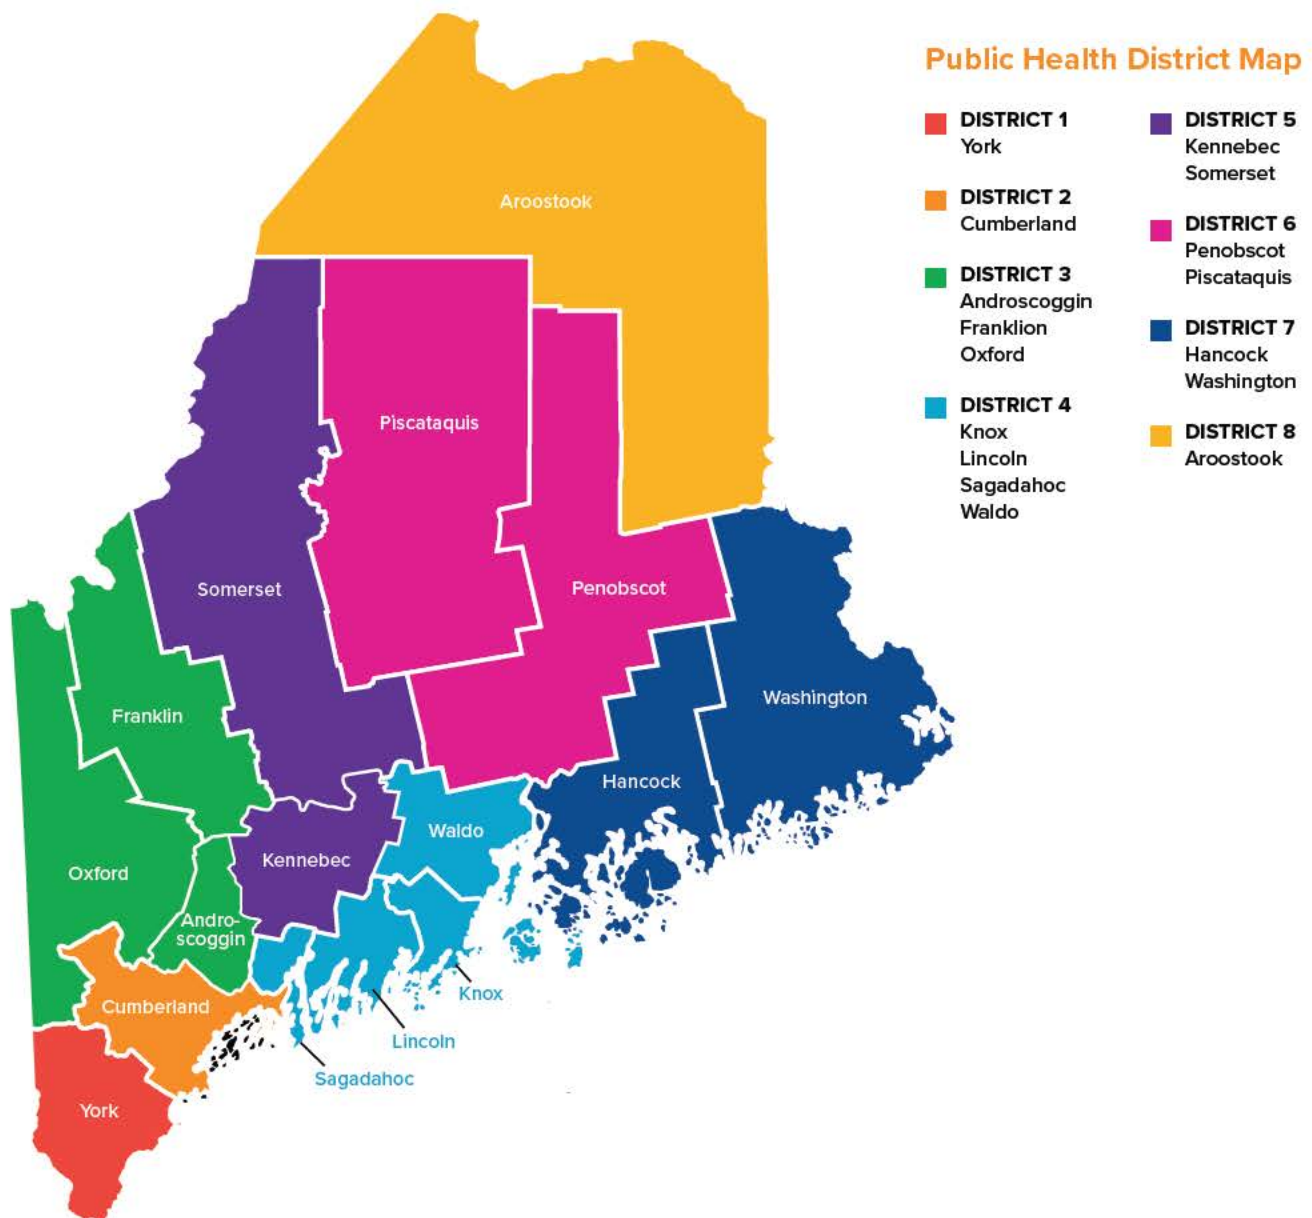 Public Health District Map
DISTRICT 1
York
DISTRICT 2
Cumberland
DISTRICT 3
Androscoggin
Franklion
Oxford
DISTRICT 4
Knox
Lincoln
Sagadahoc
Waldo
DISTRICT 5
Kennebec
Somerset
DISTRICT 6
Penobscot
Piscataquis
DISTRICT 7
Hancock
Washington
DISTRICT 8
Aroostook
Aroostook
Piscataquis
Somerset
Penobscot
Washington
Franklin
Hancock
Waldo
Kennebec
Oxford
Andro-
scoggin
Knox
Cumberland
Lincoln
Sagadahoc
York